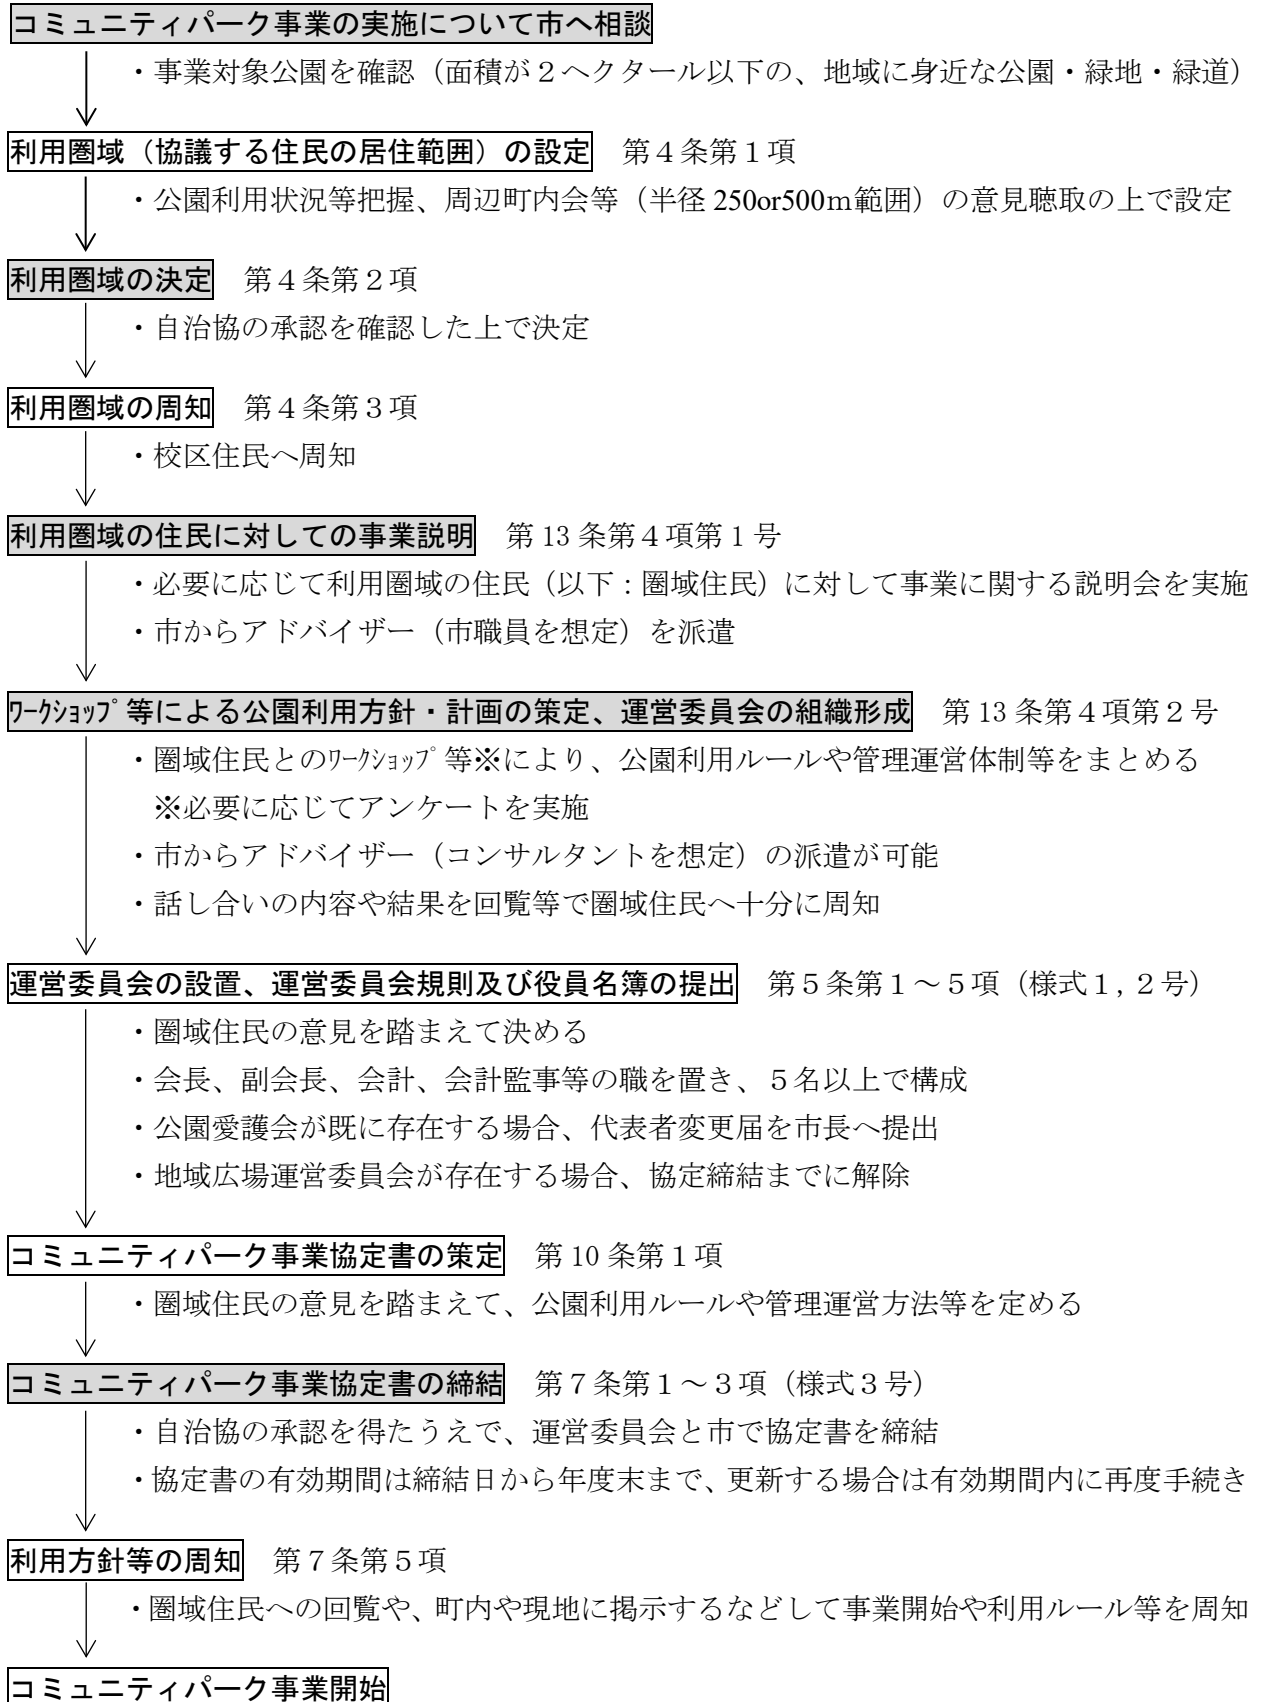 コミュニティパーク事業の実施について市へ相談
・事業対象公園を確認（面積が２ヘクタール以下の、地域に身近な公園・緑地・緑道）
利用圏域（協議する住民の居住範囲）の設定　第４条第１項
・公園利用状況等把握、周辺町内会等（半径 250or500ｍ範囲）の意見聴取の上で設定
利用圏域の決定　第４条第２項
・自治協の承認を確認した上で決定
利用圏域の周知　第４条第３項
・校区住民へ周知
利用圏域の住民に対しての事業説明　第 13 条第４項第１号
・必要に応じて利用圏域の住民（以下：圏域住民）に対して事業に関する説明会を実施
・市からアドバイザー（市職員を想定）を派遣
ﾜｰｸｼｮｯﾌﾟ等による公園利用方針・計画の策定、運営委員会の組織形成　第 13 条第４項第２号
・圏域住民とのﾜｰｸｼｮｯﾌﾟ等※により、公園利用ルールや管理運営体制等をまとめる
※必要に応じてアンケートを実施
・市からアドバイザー（コンサルタントを想定）の派遣が可能
・話し合いの内容や結果を回覧等で圏域住民へ十分に周知
運営委員会の設置、運営委員会規則及び役員名簿の提出　第５条第１～５項（様式１, ２号）
・圏域住民の意見を踏まえて決める
・会長、副会長、会計、会計監事等の職を置き、５名以上で構成
・公園愛護会が既に存在する場合、代表者変更届を市長へ提出
・地域広場運営委員会が存在する場合、協定締結までに解除
コミュニティパーク事業協定書の策定　第 10 条第１項
・圏域住民の意見を踏まえて、公園利用ルールや管理運営方法等を定める
コミュニティパーク事業協定書の締結　第７条第１～３項（様式３号）
・自治協の承認を得たうえで、運営委員会と市で協定書を締結
・協定書の有効期間は締結日から年度末まで、更新する場合は有効期間内に再度手続き
利用方針等の周知　第７条第５項
・圏域住民への回覧や、町内や現地に掲示するなどして事業開始や利用ルール等を周知
コミュニティパーク事業開始